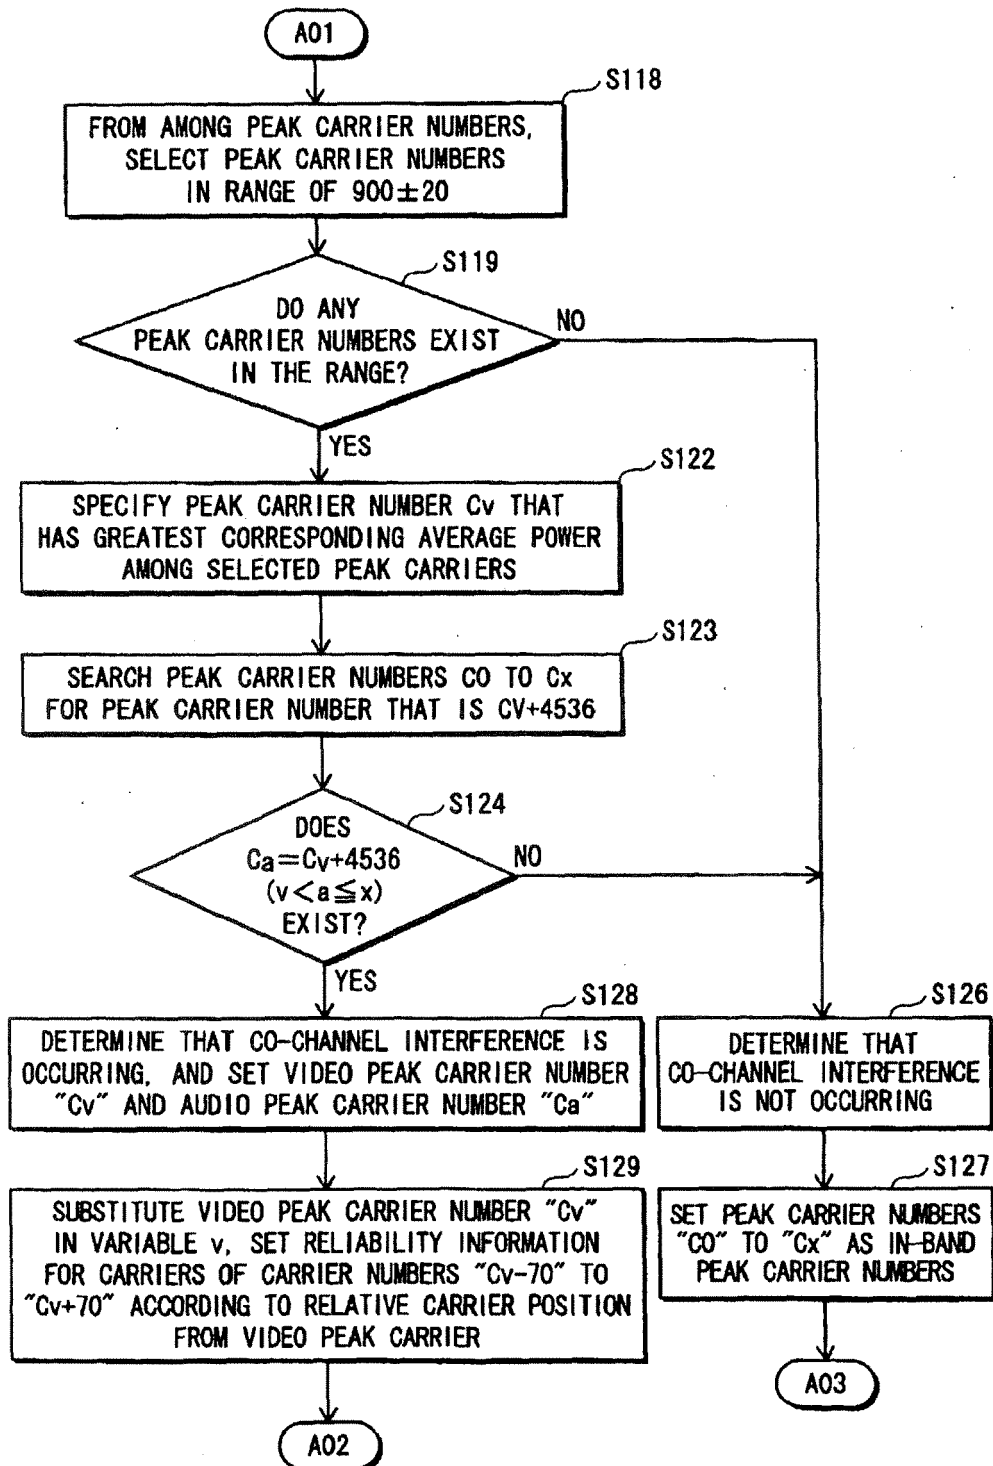 A01
S118
FROM AMONG PEAK CARRIER NUMBERS,
SELECT PEAK CARRIER NUMBERS
IN RANGE OF 900±20
S119
DO ANY
PEAK CARRIER NUMBERS EXIST
IN THE RANGE?
NO
YES
S122
SPECIFY PEAK CARRIER NUMBER Cv THAT
HAS GREATEST CORRESPONDING AVERAGE POWER
AMONG SELECTED PEAK CARRIERS
S123
SEARCH PEAK CARRIER NUMBERS C0 TO Cx
FOR PEAK CARRIER NUMBER THAT IS CV+4536
S124
DOES
Ca=Cv+4536
(v<a≦x)
EXIST?
NO
YES
S128
DETERMINE THAT CO-CHANNEL INTERFERENCE IS
OCCURRING, AND SET VIDEO PEAK CARRIER NUMBER
"Cv" AND AUDIO PEAK CARRIER NUMBER "Ca"
S126
DETERMINE THAT
CO-CHANNEL INTERFERENCE
IS NOT OCCURRING
S129
SUBSTITUTE VIDEO PEAK CARRIER NUMBER "Cv"
IN VARIABLE v, SET RELIABILITY INFORMATION
FOR CARRIERS OF CARRIER NUMBERS "Cv-70" TO
"Cv+70" ACCORDING TO RELATIVE CARRIER POSITION
FROM VIDEO PEAK CARRIER
S127
SET PEAK CARRIER NUMBERS
"C0" TO "Cx" AS IN-BAND
PEAK CARRIER NUMBERS
A03
A02